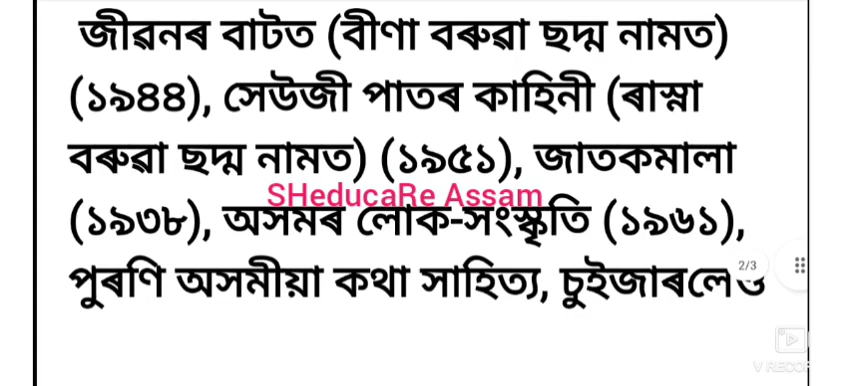 জীৱনৰ বাটত (বীণা বৰুৱা ছদ্ম নামত)
(১৯৪৪), সেউজী পাতৰ কাহিনী (ৰাস্না
বৰুৱা ছদ্ম নামত) (১৯৫১), জাতকমালা
SHeducaRe Assam
(১৯৩৮), অসমৰ লোক-সংস্কৃতি (১৯৬১),
2/3
পুৰণি অসমীয়া কথা সাহিত্য, চুইজাৰলেণ্ড